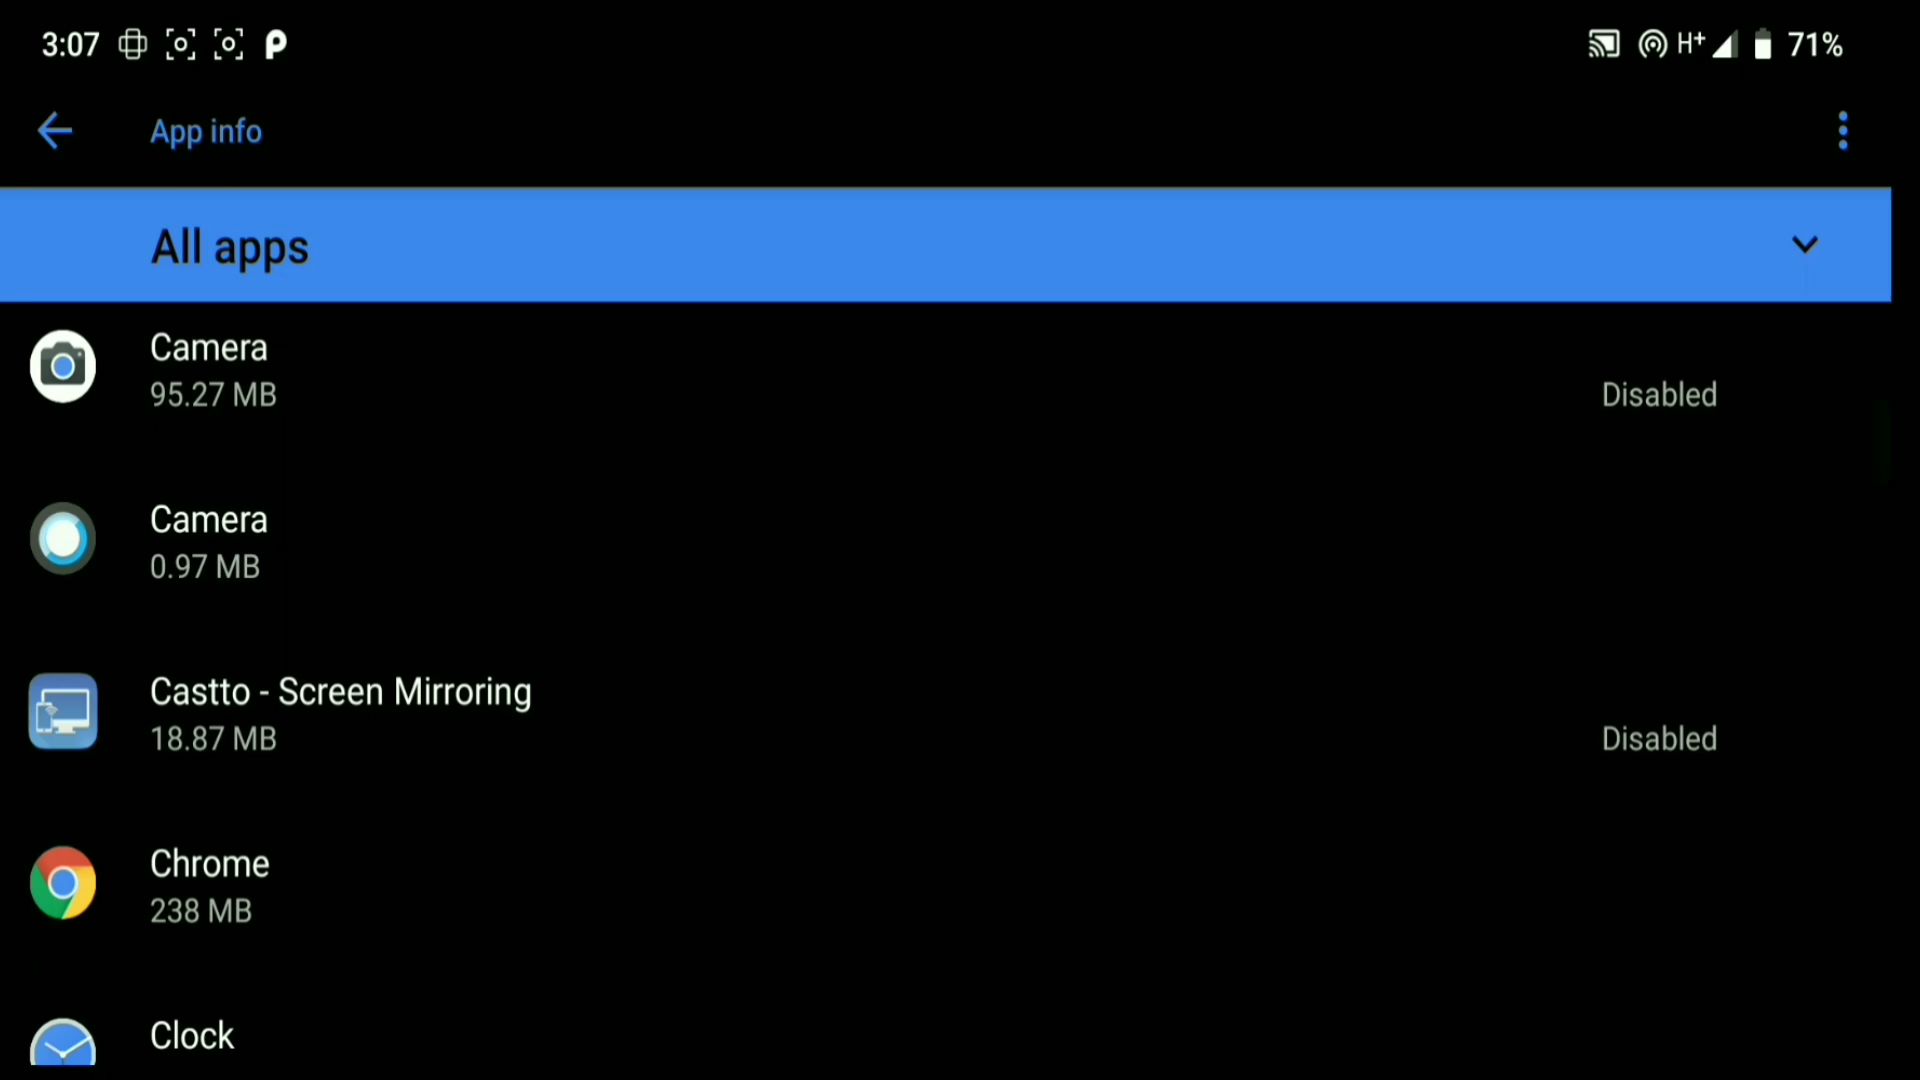 3:07 H+ 71%
App info
All apps
Camera
95.27 MB Disabled
Camera
0.97 MB
Castto - Screen Mirroring
18.87 MB Disabled
Chrome
238 MB
Clock